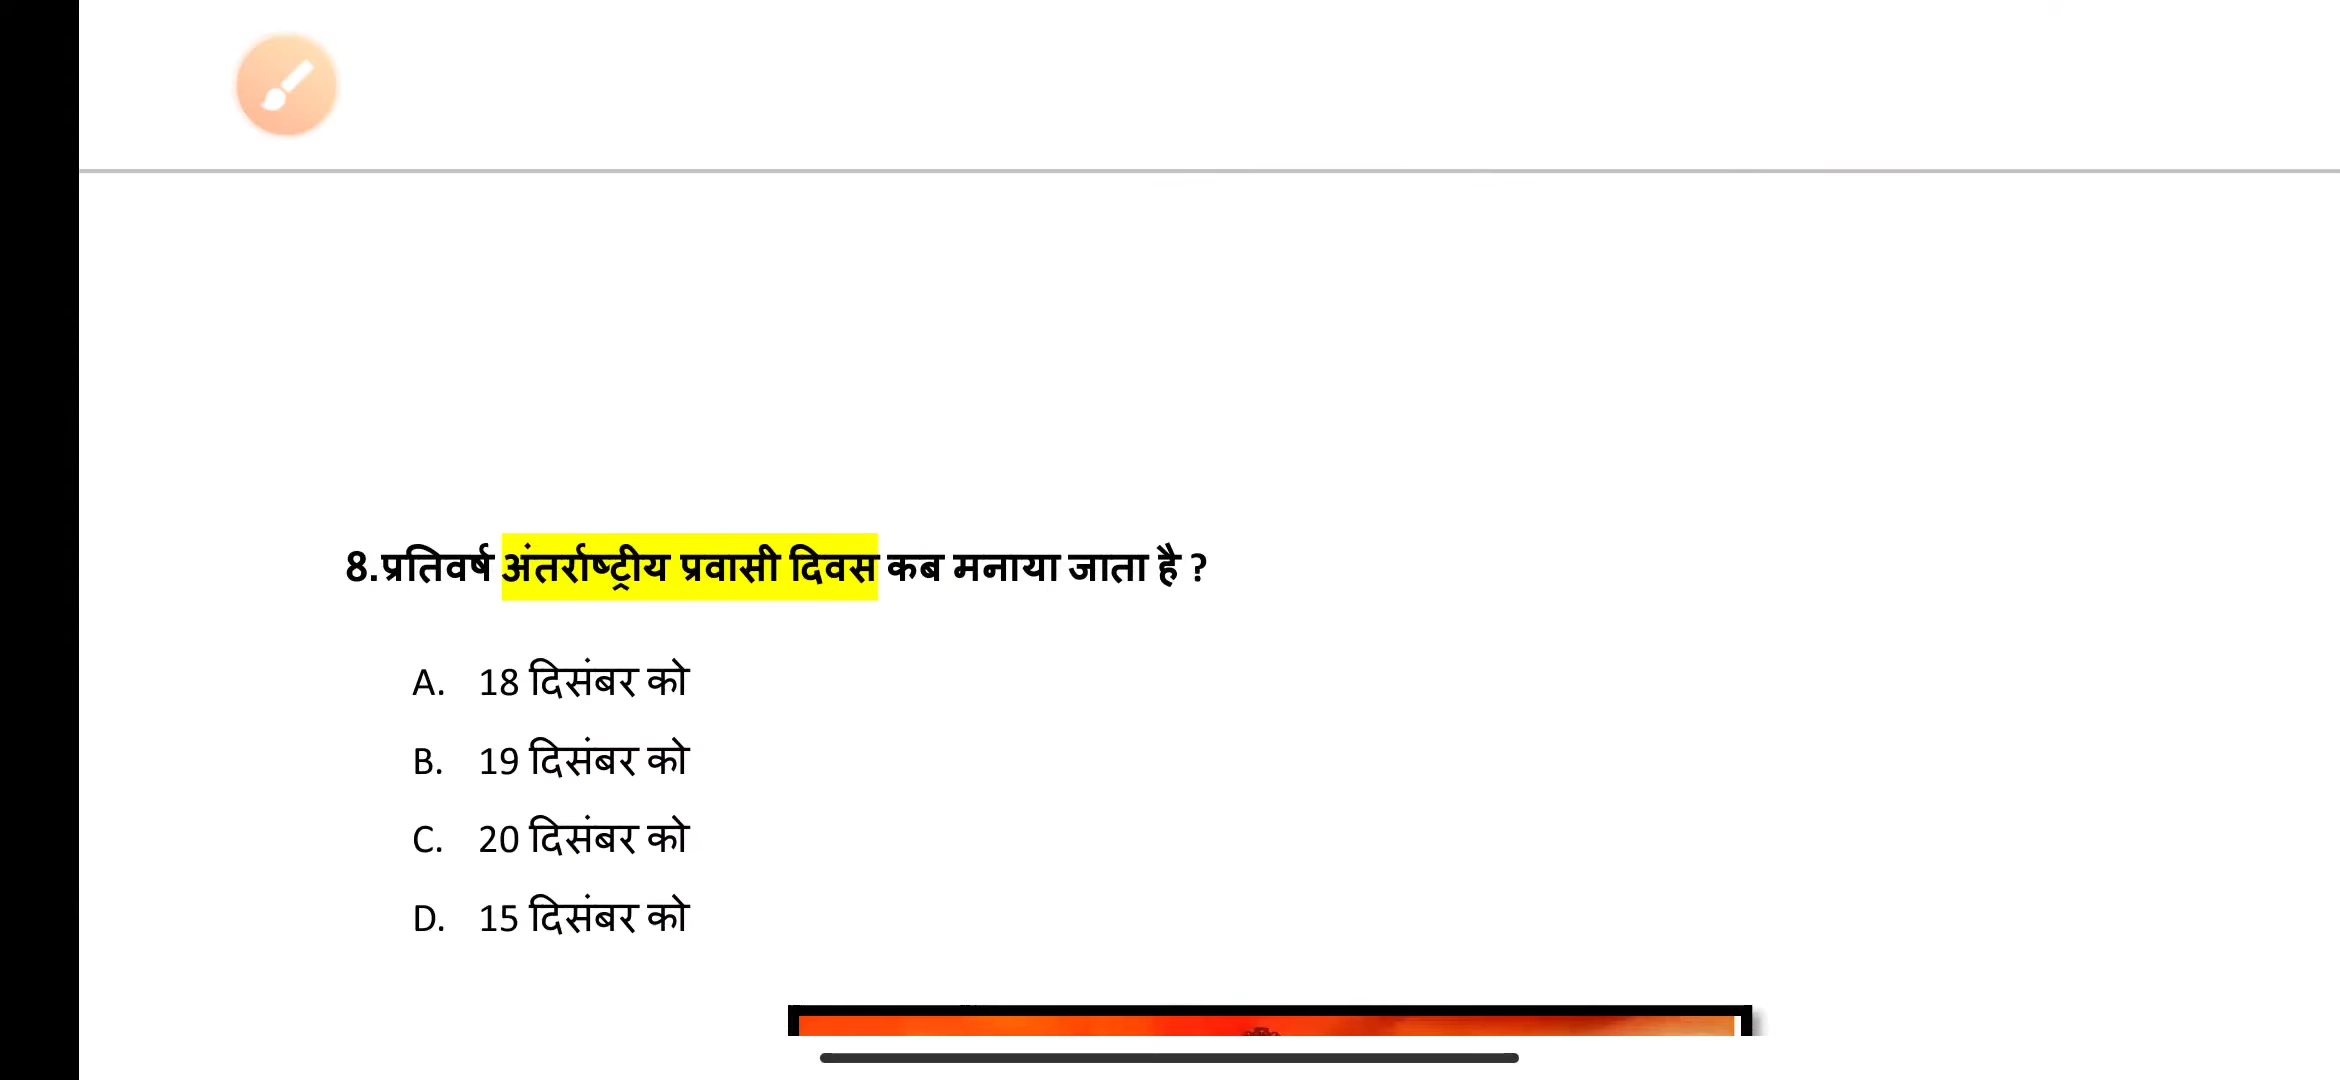 8.प्रतिवर्ष अंतर्राष्ट्रीय प्रवासी दिवस कब मनाया जाता है ?
A. 18 दिसंबर को
B. 19 दिसंबर को
C. 20 दिसंबर को
D. 15 दिसंबर को